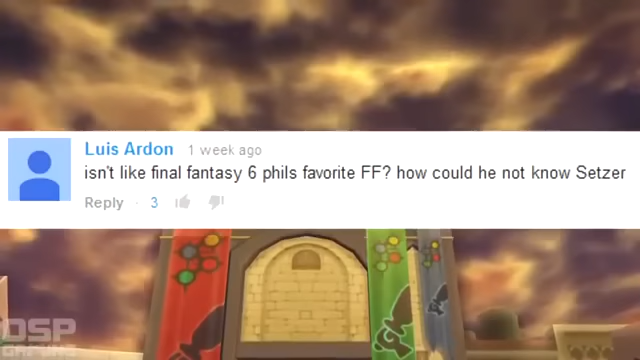 Luis Ardon 1 week ago
isn't like final fantasy 6 phils favorite FF? how could he not know Setzer
Reply · 3
DSP
GAMING